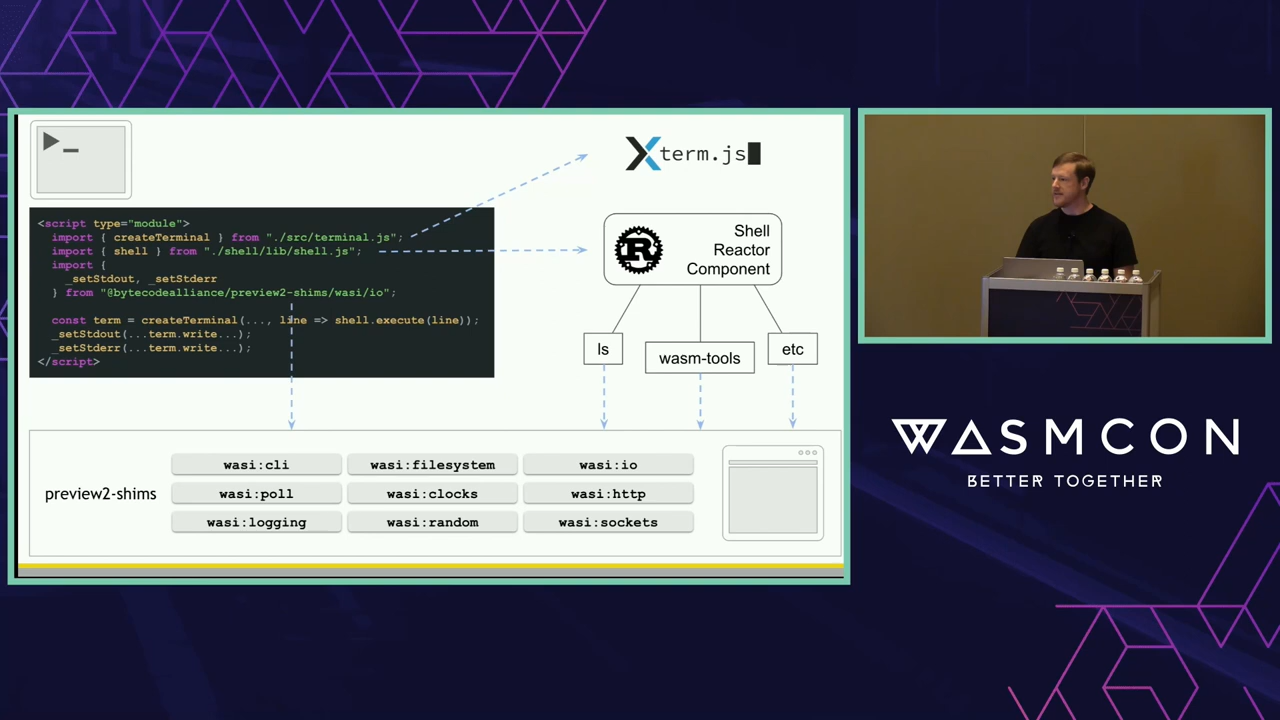 <script type="module">
import { createTerminal } from "./src/terminal.js";
import { shell } from "./shell/lib/shell.js";
import {
_setStdout, _setStderr
} from "@bytecodealliance/preview2-shims/wasi/io";
const term = createTerminal(..., line => shell.execute(line));
_setStdout(...term.write...);
_setStderr(...term.write...);
</script>
Xterm.js
R
Shell
Reactor
Component
ls
wasm-tools
etc
preview2-shims
wasi:cli
wasi:filesystem
wasi:io
wasi:poll
wasi:clocks
wasi:http
wasi:logging
wasi:random
wasi:sockets
WASMCON
BETTER TOGETHER